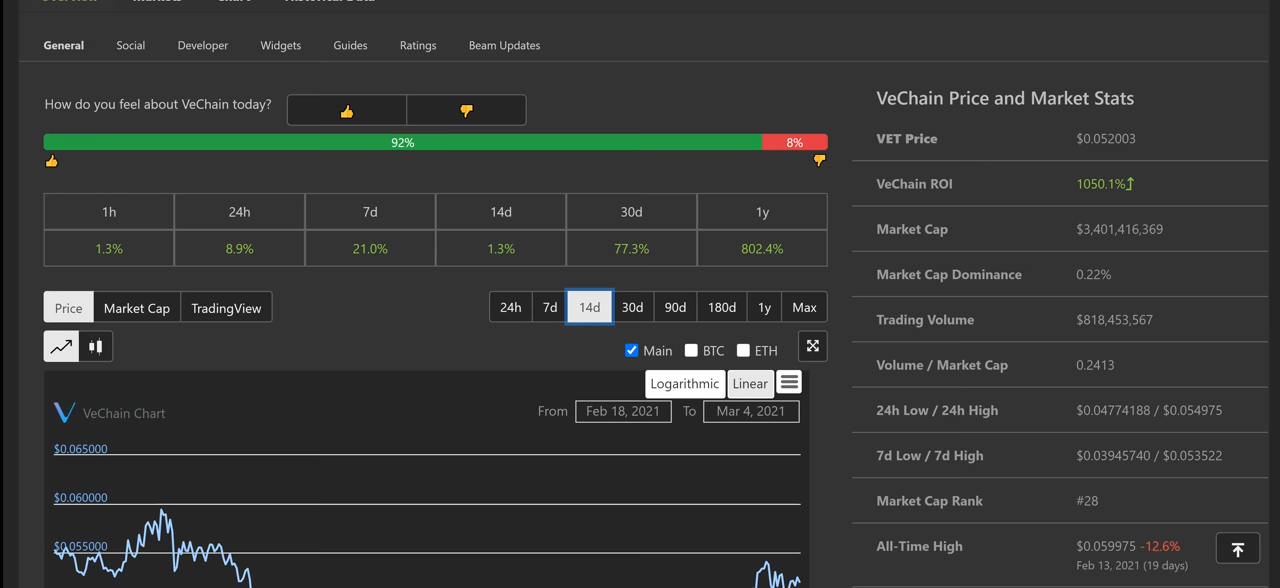 General Social Developer Widgets Guides Ratings Beam Updates
How do you feel about VeChain today?
92% 8%
1h 24h 7d 14d 30d 1y
1.3% 8.9% 21.0% 1.3% 77.3% 802.4%
Price Market Cap TradingView 24h 7d 14d 30d 90d 180d 1y Max
Main BTC ETH
Logarithmic Linear
VeChain Chart From Feb 18, 2021 To Mar 4, 2021
$0.065000
$0.060000
$0.055000
VeChain Price and Market Stats
VET Price $0.052003
VeChain ROI 1050.1%
Market Cap $3,401,416,369
Market Cap Dominance 0.22%
Trading Volume $818,453,567
Volume / Market Cap 0.2413
24h Low / 24h High $0.04774188 / $0.054975
7d Low / 7d High $0.03945740 / $0.053522
Market Cap Rank #28
All-Time High $0.059975 -12.6%
Feb 13, 2021 (19 days)